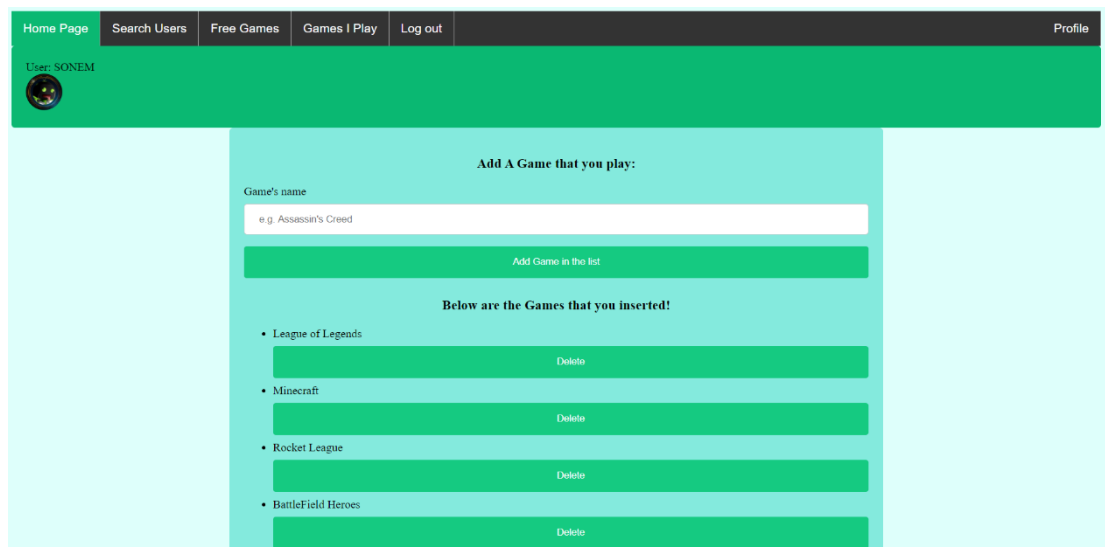 Home Page Search Users Free Games Games I Play Log out Profile
User: SONEM
Add A Game that you play:
Game's name
e.g. Assassin's Creed
Add Game in the list
Below are the Games that you inserted!
League of Legends
Delete
Minecraft
Delete
Rocket League
Delete
BattleField Heroes
Delete